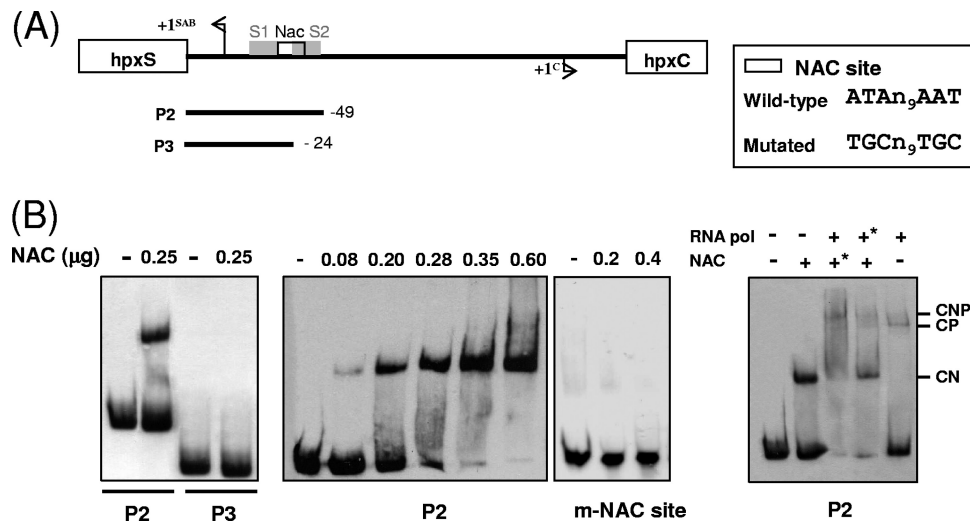 (A)
+1SAB
S1 Nac S2
hpxS
+1C
hpxC
P2 -49
P3 - 24
NAC site
Wild-type ATAn9AAT
Mutated TGCn9TGC
(B)
NAC (µg) - 0.25 - 0.25
- 0.08 0.20 0.28 0.35 0.60
- 0.2 0.4
RNA pol - - + +* +
NAC - + +* + -
CNP
CP
CN
P2 P3
P2
m-NAC site
P2